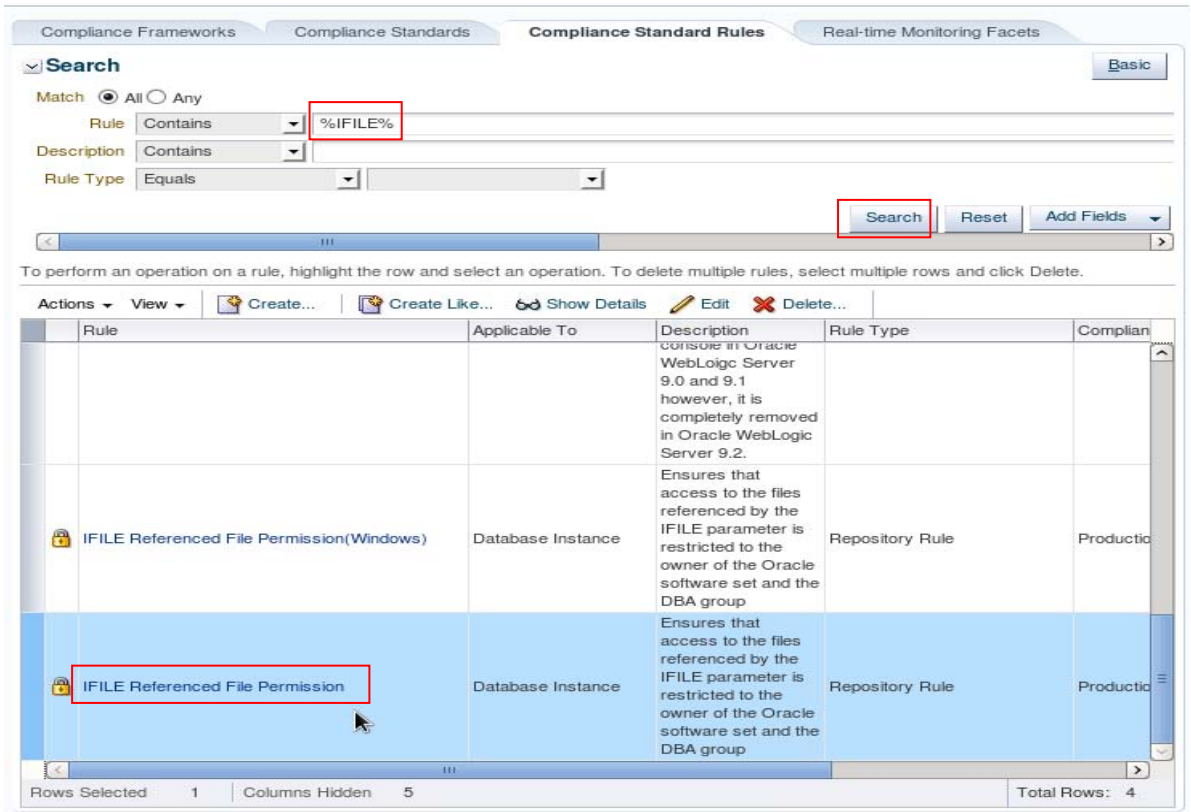 Compliance Frameworks Compliance Standards Compliance Standard Rules Real-time Monitoring Facets
Search Basic
Match All Any
Rule Contains %IFILE%
Description Contains
Rule Type Equals
Search Reset Add Fields
To perform an operation on a rule, highlight the row and select an operation. To delete multiple rules, select multiple rows and click Delete.
Actions View Create... Create Like... Show Details Edit Delete...
Rule Applicable To Description Rule Type Complian
console in Oracle
WebLoigc Server
9.0 and 9.1
however, it is
completely removed
in Oracle WebLogic
Server 9.2.
IFILE Referenced File Permission(Windows) Database Instance
Ensures that
access to the files
referenced by the
IFILE parameter is
restricted to the
owner of the Oracle
software set and the
DBA group
Repository Rule Productio
IFILE Referenced File Permission Database Instance
Ensures that
access to the files
referenced by the
IFILE parameter is
restricted to the
owner of the Oracle
software set and the
DBA group
Repository Rule Productio
Rows Selected 1 Columns Hidden 5 Total Rows: 4